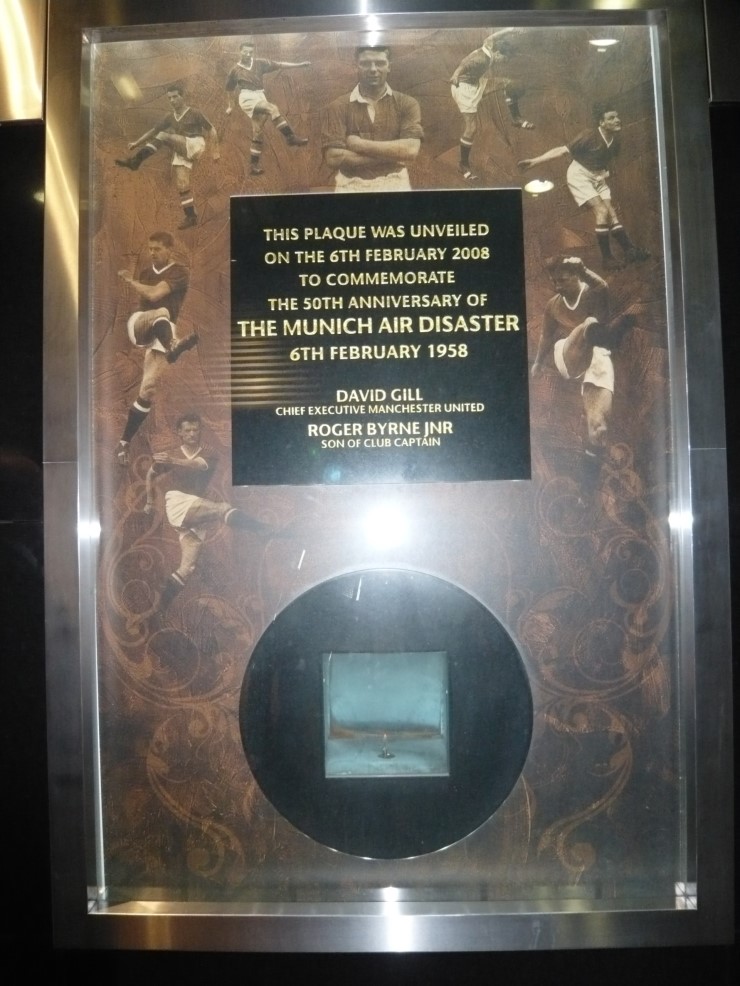 THIS PLAQUE WAS UNVEILED
ON THE 6TH FEBRUARY 2008
TO COMMEMORATE
THE 50TH ANNIVERSARY OF
THE MUNICH AIR DISASTER
6TH FEBRUARY 1958
DAVID GILL
CHIEF EXECUTIVE MANCHESTER UNITED
ROGER BYRNE JNR
SON OF CLUB CAPTAIN